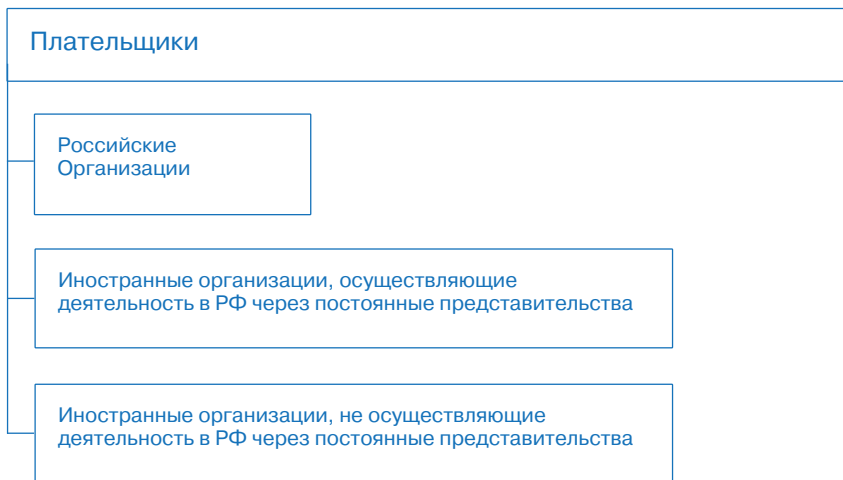 Плательщики
Российские
Организации
Иностранные организации, осуществляющие
деятельность в РФ через постоянные представительства
Иностранные организации, не осуществляющие
деятельность в РФ через постоянные представительства